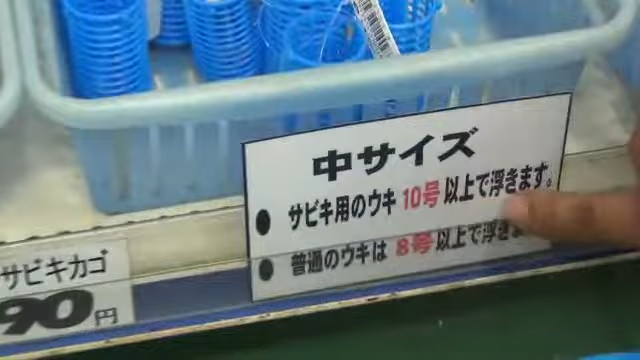 中サイズ
● サビキ用のウキ 10号以上で浮きます。
● 普通のウキは 8号以上で浮きま
サビキカゴ
90円